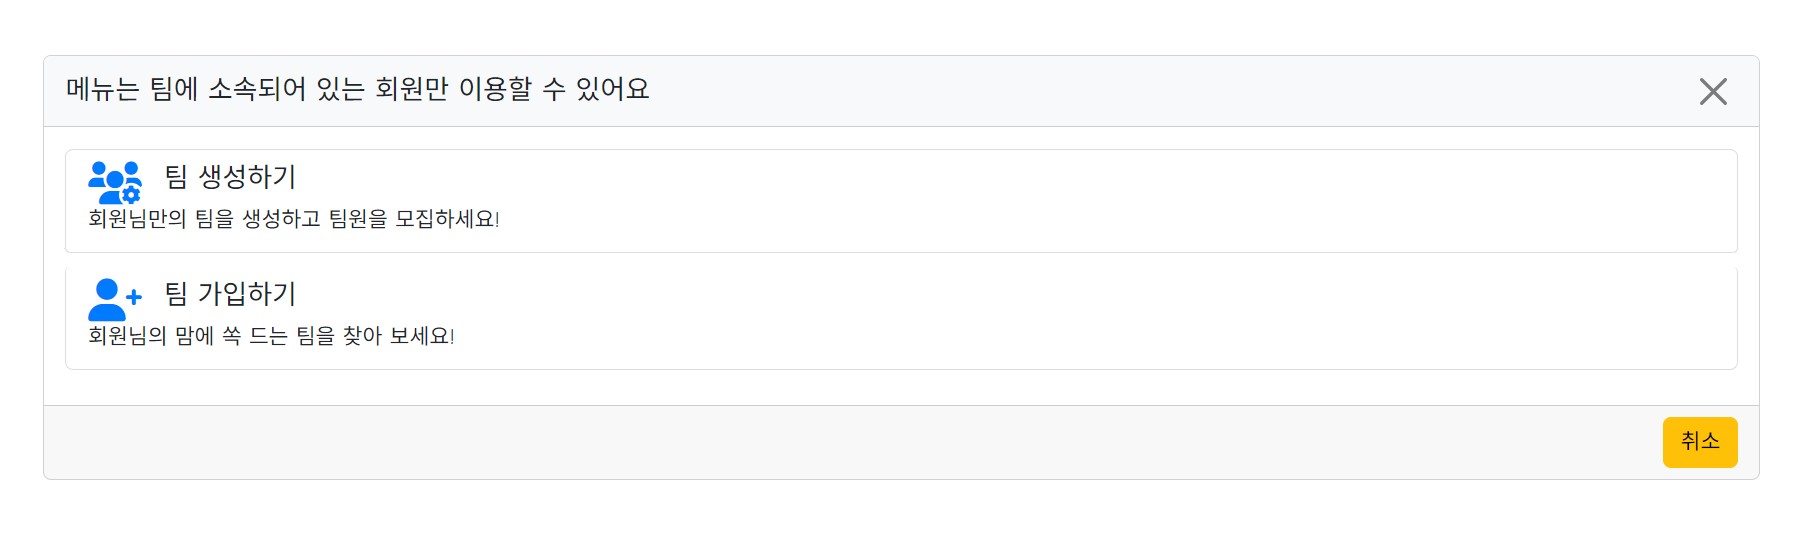 메뉴는 팀에 소속되어 있는 회원만 이용할 수 있어요
팀 생성하기
회원님만의 팀을 생성하고 팀원을 모집하세요!
팀 가입하기
회원님의 맘에 쏙 드는 팀을 찾아 보세요!
취소